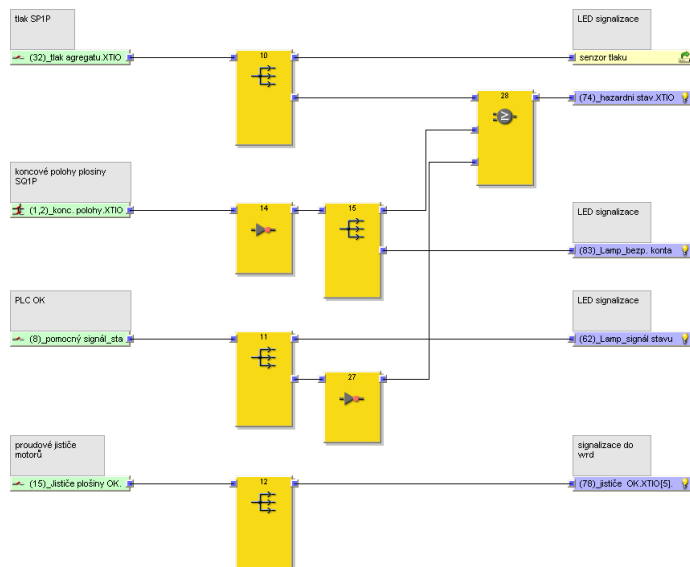 tlak SP1P
LED signalizace
(32)_tlak agregatu.XTIO
10
senzor tlaku
28
(74)_hazardni stav.XTIO
koncové polohy plosiny
SQ1P
(1,2)_konc. polohy.XTIO
14
15
LED signalizace
(83)_Lamp_bezp. konta
PLC OK
LED signalizace
(8)_pomocný signál_sta
11
(62)_Lamp_signál stavu
27
proudové jističe
motorů
signalizace do
vvrd
(15)_Jističe plošiny OK.
12
(78)_jističe OK.XTIO[5].